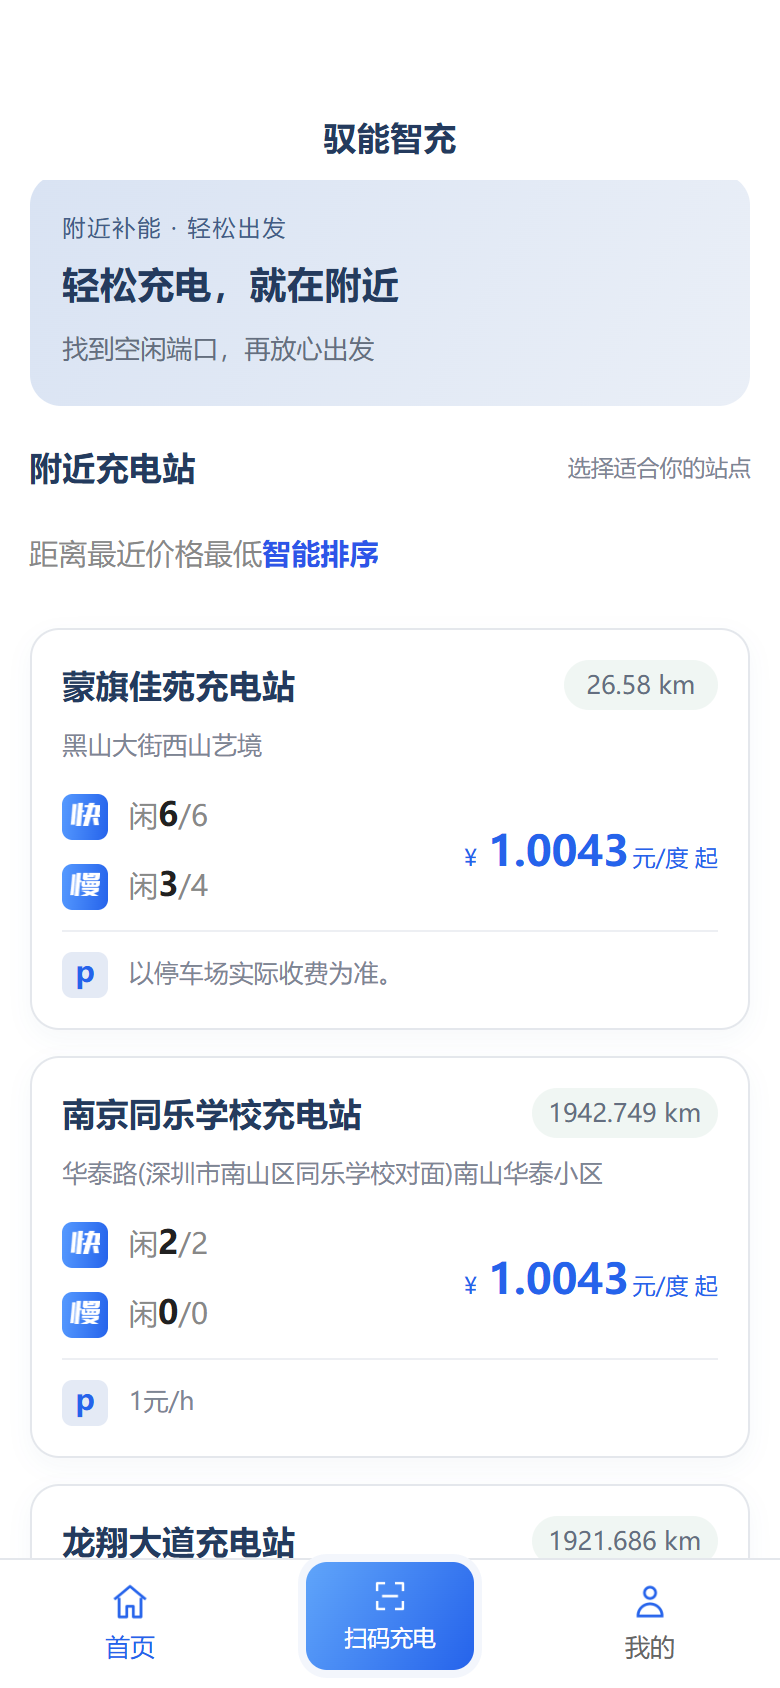 驭能智充
附近补能 · 轻松出发
轻松充电，就在附近
找到空闲端口，再放心出发
附近充电站
选择适合你的站点
距离最近价格最低智能排序
蒙旗佳苑充电站
26.58 km
黑山大街西山艺境
快 闲6/6
慢 闲3/4
¥ 1.0043元/度 起
p 以停车场实际收费为准。
南京同乐学校充电站
1942.749 km
华泰路(深圳市南山区同乐学校对面)南山华泰小区
快 闲2/2
慢 闲0/0
¥ 1.0043元/度 起
p 1元/h
龙翔大道充电站
1921.686 km
首页
扫码充电
我的